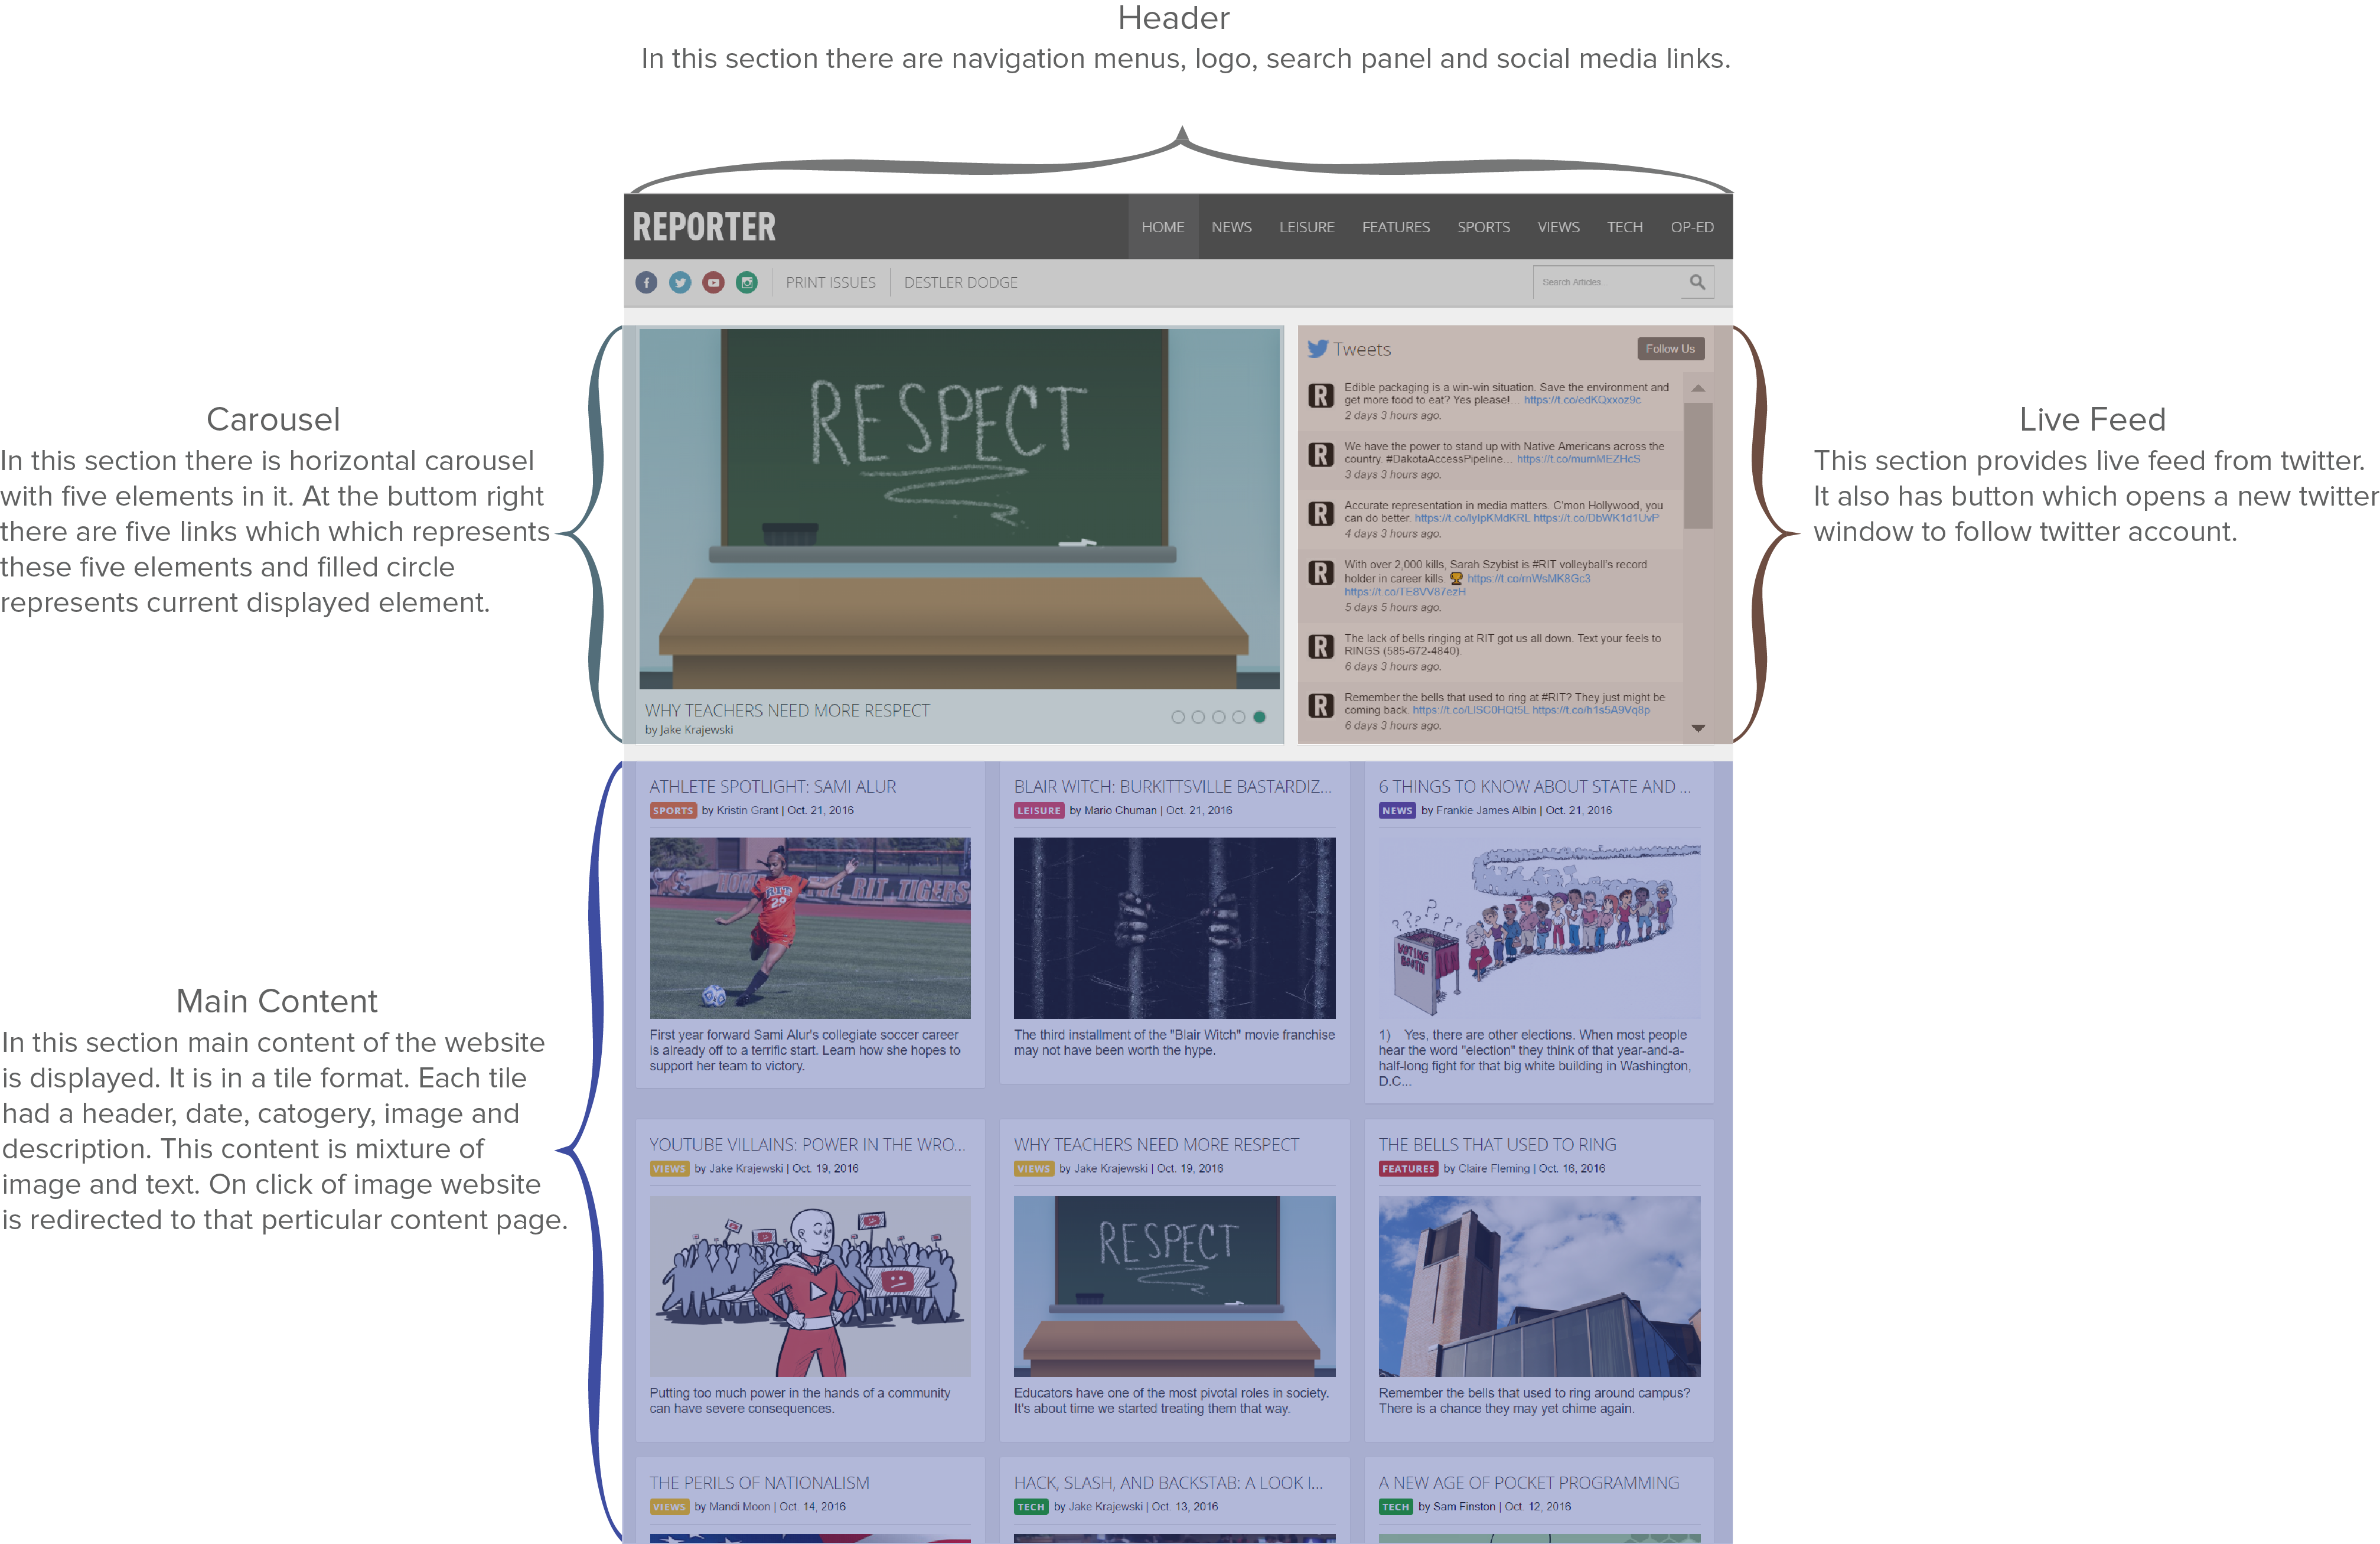 Header
In this section there are navigation menus, logo, search panel and social media links.
REPORTER
HOME NEWS LEISURE FEATURES SPORTS VIEWS TECH OP-ED
PRINT ISSUES DESTLER DODGE
Search Articles...
Carousel
In this section there is horizontal carousel
with five elements in it. At the buttom right
there are five links which which represents
these five elements and filled circle
represents current displayed element.
RESPECT
WHY TEACHERS NEED MORE RESPECT
by Jake Krajewski
Tweets
Follow Us
Edible packaging is a win-win situation. Save the environment and
get more food to eat? Yes please!... https://t.co/edKQxxoz9c
2 days 3 hours ago.
We have the power to stand up with Native Americans across the
country. #DakotaAccessPipeline... https://t.co/mumMEZHcS
3 days 3 hours ago.
Accurate representation in media matters. C'mon Hollywood, you
can do better. https://t.co/lylpKMdKRL https://t.co/DbWK1d1UvP
4 days 3 hours ago.
With over 2,000 kills, Sarah Szybist is #RIT volleyball's record
holder in career kills. 🏆 https://t.co/rnWsMK8Gc3
https://t.co/TE8VV87ezH
5 days 5 hours ago.
The lack of bells ringing at RIT got us all down. Text your feels to
RINGS (585-672-4840).
6 days 3 hours ago.
Remember the bells that used to ring at #RIT? They just might be
coming back. https://t.co/LlSC0HQt5L https://t.co/h1s5A9Vq8p
6 days 3 hours ago.
Live Feed
This section provides live feed from twitter.
It also has button which opens a new twitter
window to follow twitter account.
Main Content
In this section main content of the website
is displayed. It is in a tile format. Each tile
had a header, date, catogery, image and
description. This content is mixture of
image and text. On click of image website
is redirected to that perticular content page.
ATHLETE SPOTLIGHT: SAMI ALUR
SPORTS by Kristin Grant | Oct. 21, 2016
THE RIT TIGERS
29
First year forward Sami Alur's collegiate soccer career
is already off to a terrific start. Learn how she hopes to
support her team to victory.
BLAIR WITCH: BURKITTSVILLE BASTARDIZ...
LEISURE by Mario Chuman | Oct. 21, 2016
The third installment of the "Blair Witch" movie franchise
may not have been worth the hype.
6 THINGS TO KNOW ABOUT STATE AND ...
NEWS by Frankie James Albin | Oct. 21, 2016
VOTING
BOOTH
1) Yes, there are other elections. When most people
hear the word "election" they think of that year-and-a-
half-long fight for that big white building in Washington,
D.C...
YOUTUBE VILLAINS: POWER IN THE WRO...
VIEWS by Jake Krajewski | Oct. 19, 2016
Putting too much power in the hands of a community
can have severe consequences.
WHY TEACHERS NEED MORE RESPECT
VIEWS by Jake Krajewski | Oct. 19, 2016
RESPECT
Educators have one of the most pivotal roles in society.
It's about time we started treating them that way.
THE BELLS THAT USED TO RING
FEATURES by Claire Fleming | Oct. 16, 2016
Remember the bells that used to ring around campus?
There is a chance they may yet chime again.
THE PERILS OF NATIONALISM
VIEWS by Mandi Moon | Oct. 14, 2016
HACK, SLASH, AND BACKSTAB: A LOOK I...
TECH by Jake Krajewski | Oct. 13, 2016
A NEW AGE OF POCKET PROGRAMMING
TECH by Sam Finston | Oct. 12, 2016